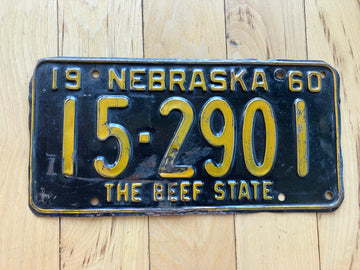 19 NEBRASKA 60
15-2901
THE BEEF STATE